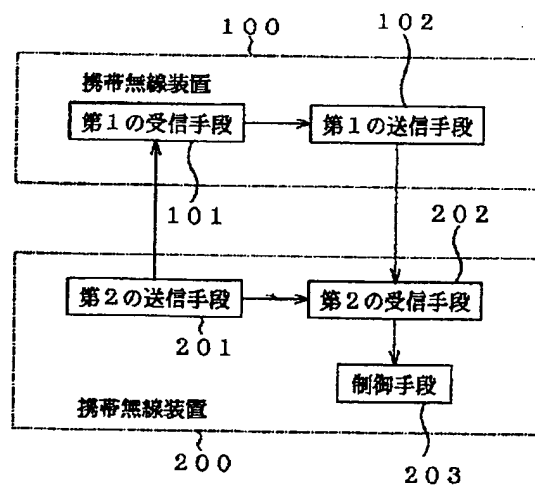 100
102
携帯無線装置
第1の受信手段
第1の送信手段
101
202
第2の送信手段
第2の受信手段
201
制御手段
携帯無線装置
200
203